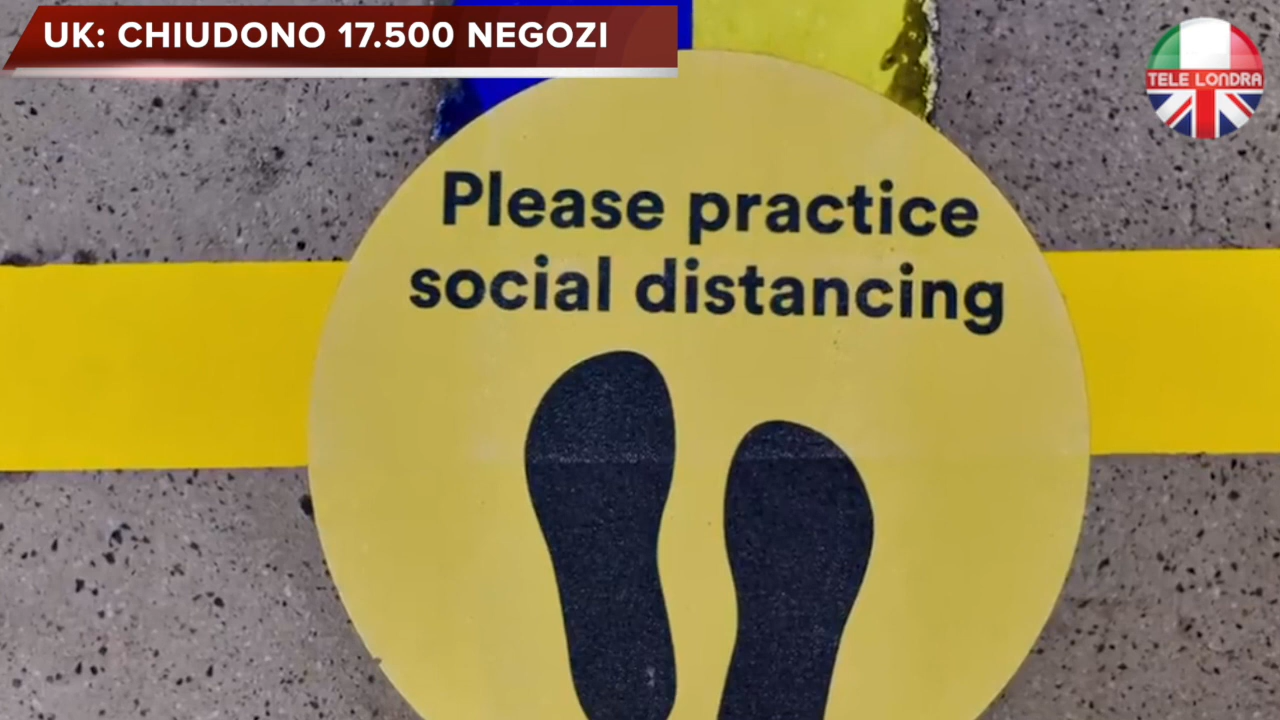 UK: CHIUDONO 17.500 NEGOZI
TELE LONDRA
Please practice
social distancing